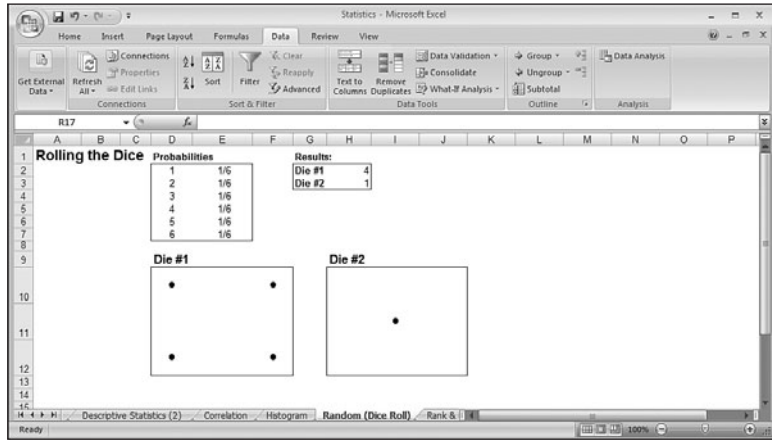 Statistics - Microsoft Excel
Home Insert Page Layout Formulas Data Review View
Get External Data
Refresh All
Connections
Properties
Edit Links
Connections
Sort
Filter
Clear
Reapply
Advanced
Sort & Filter
Text to Columns
Remove Duplicates
Data Validation
Consolidate
What-If Analysis
Data Tools
Group
Ungroup
Subtotal
Outline
Data Analysis
Analysis
R17 fx
A B C D E F G H I J K L M N O P
1 Rolling the Dice Probabilities Results:
2 1 1/6 Die #1 4
3 2 1/6 Die #2 1
4 3 1/6
5 4 1/6
6 5 1/6
7 6 1/6
8
9 Die #1 Die #2
10
11
12
13
14
15
Descriptive Statistics (2) Correlation Histogram Random (Dice Roll) Rank &
Ready 100%